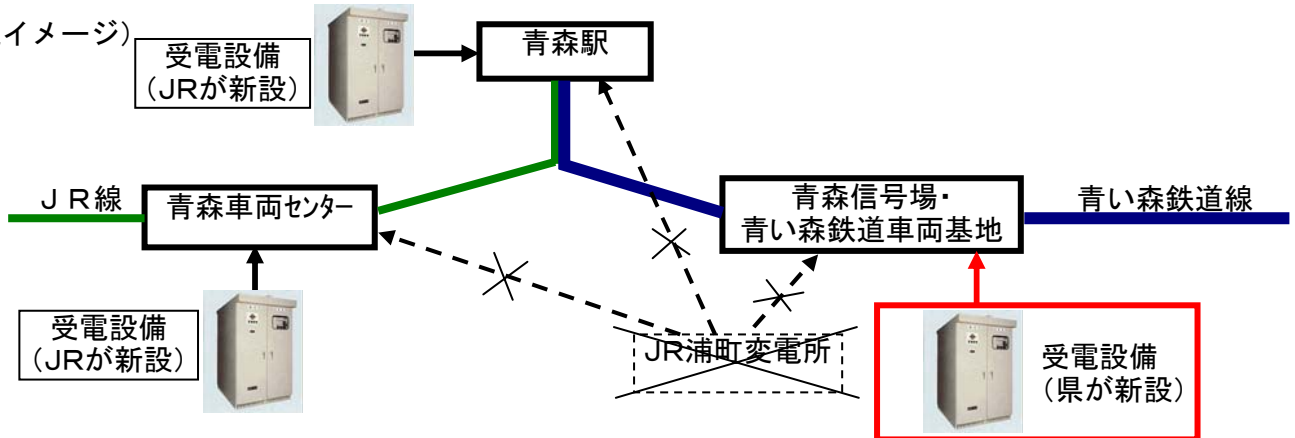 イメージ)
受電設備
(JRが新設)
青森駅
JR線
青森車両センター
青森信号場・
青い森鉄道車両基地
青い森鉄道線
受電設備
(JRが新設)
JR浦町変電所
受電設備
(県が新設)